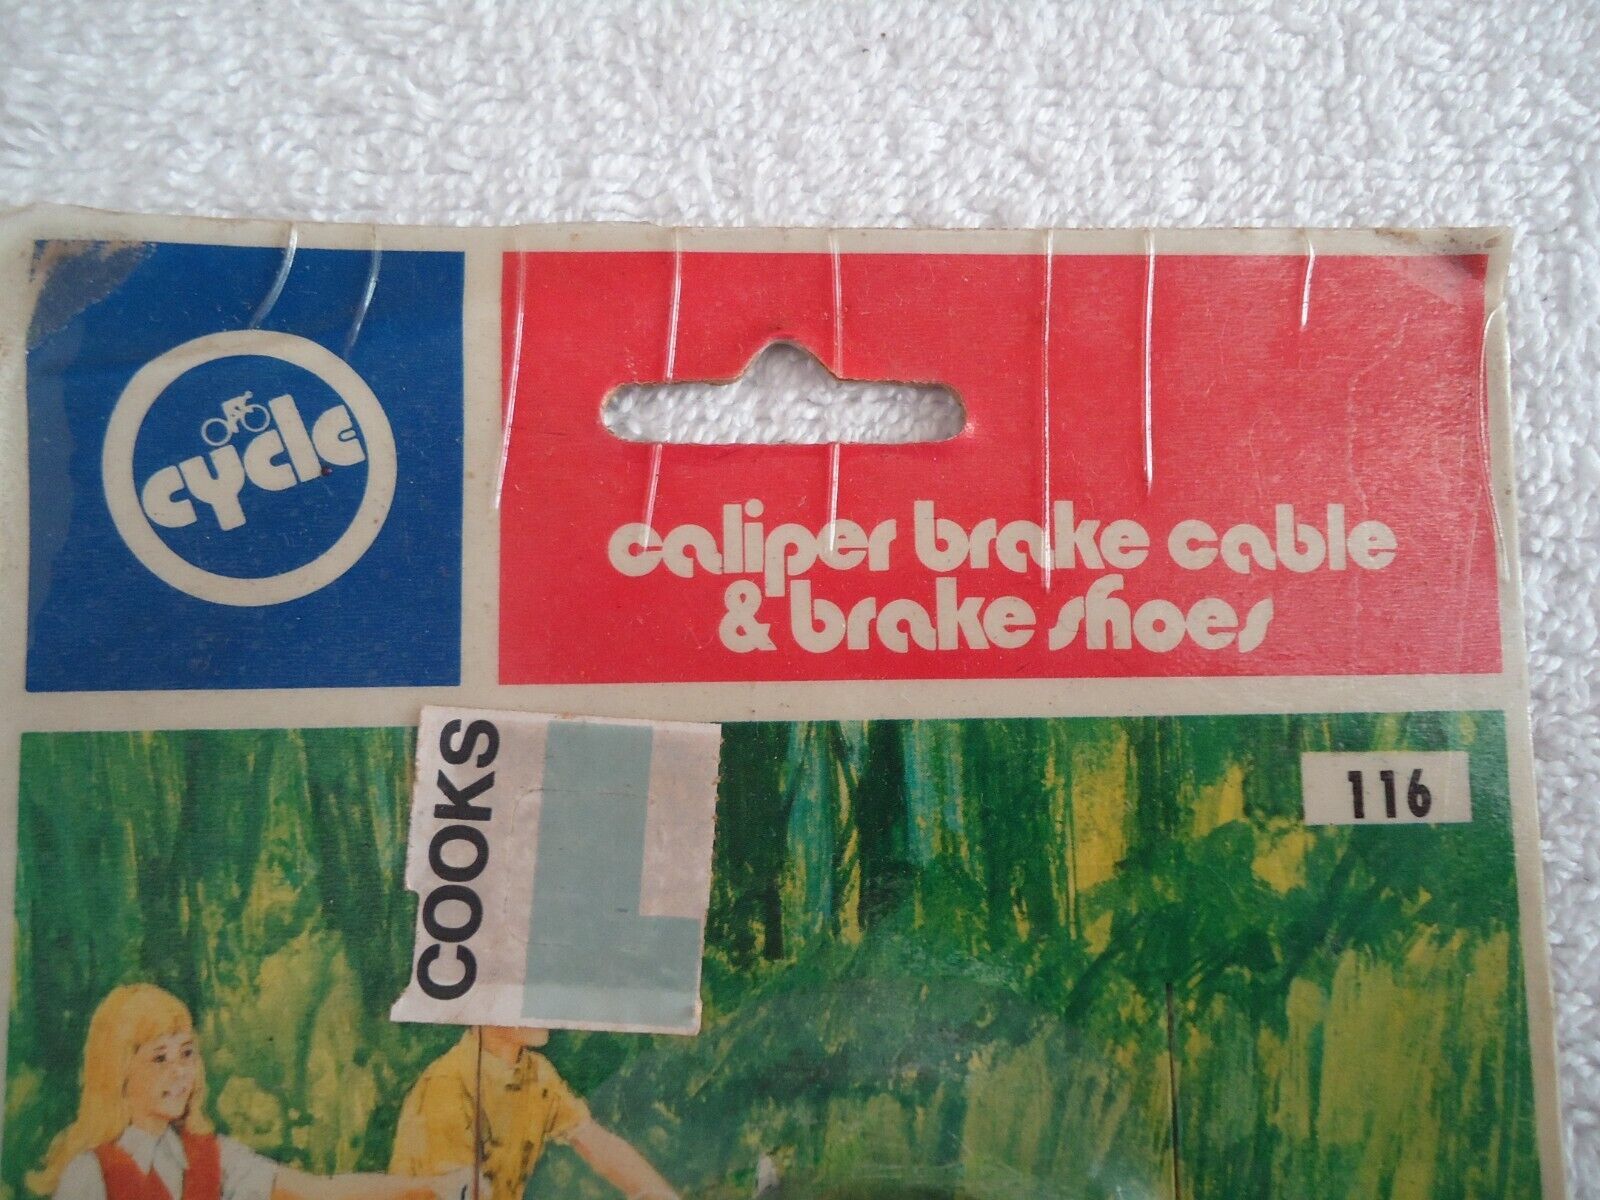 cycle
caliper brake cable
& brake shoes
COOKS
116